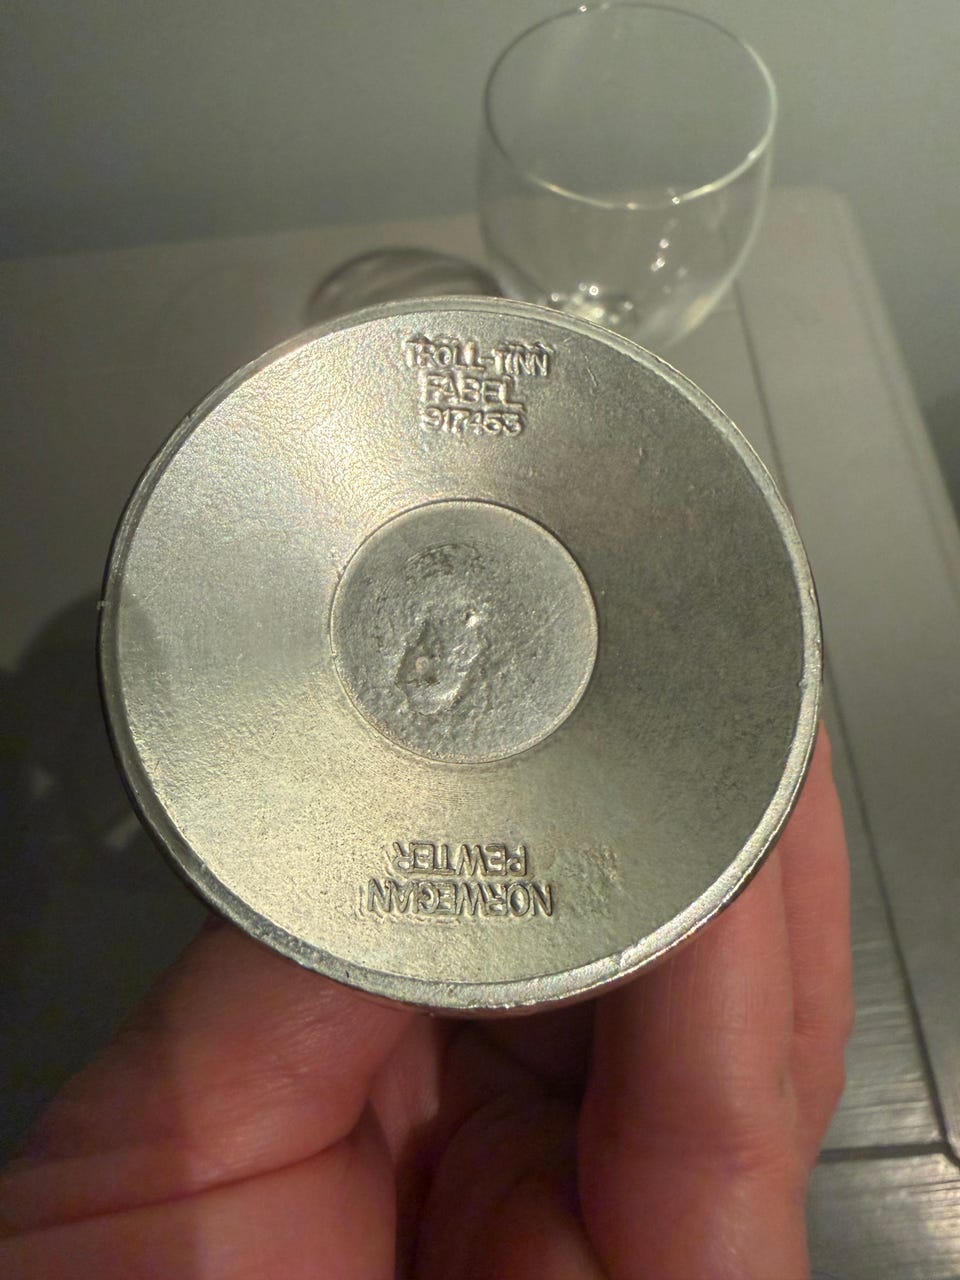 TROLL-TINN
FABEL
917453
NORWEGIAN
PEWTER